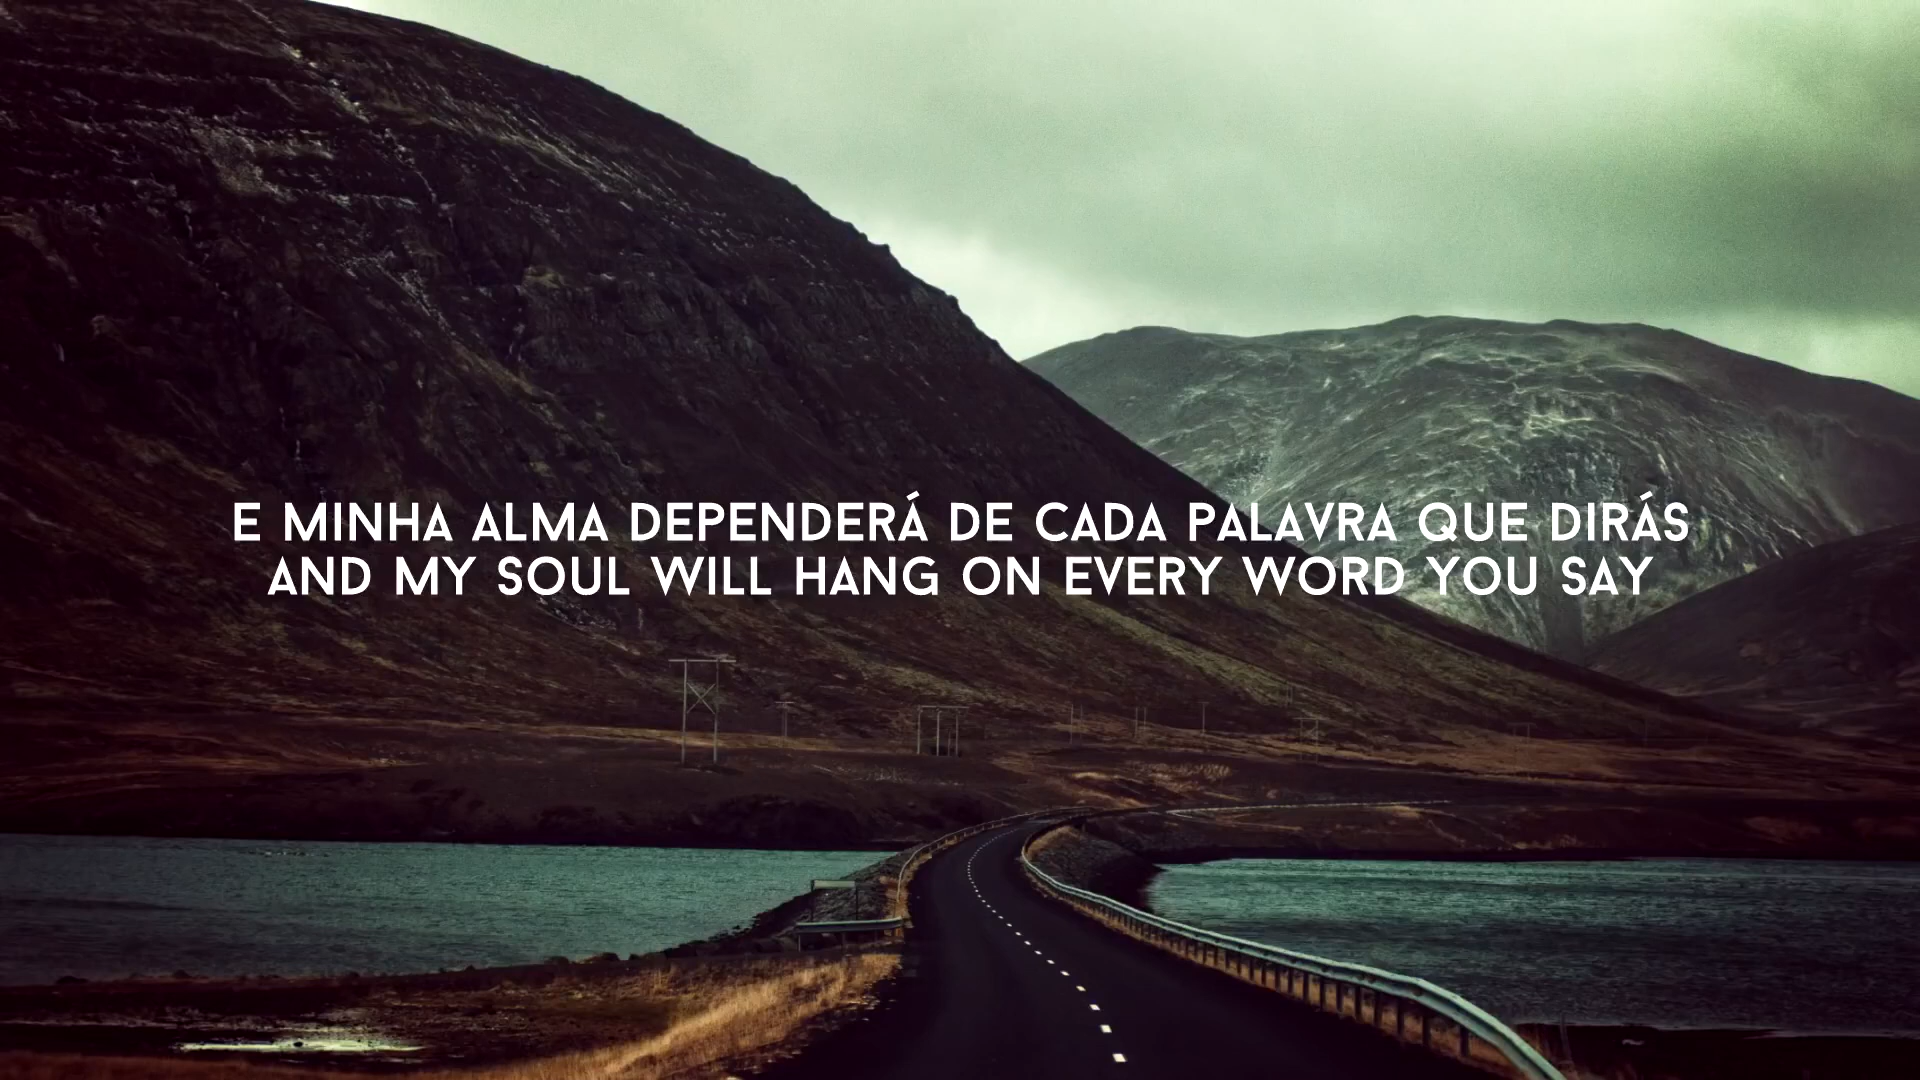 E MINHA ALMA DEPENDERÁ DE CADA PALAVRA QUE DIRÁS
AND MY SOUL WILL HANG ON EVERY WORD YOU SAY